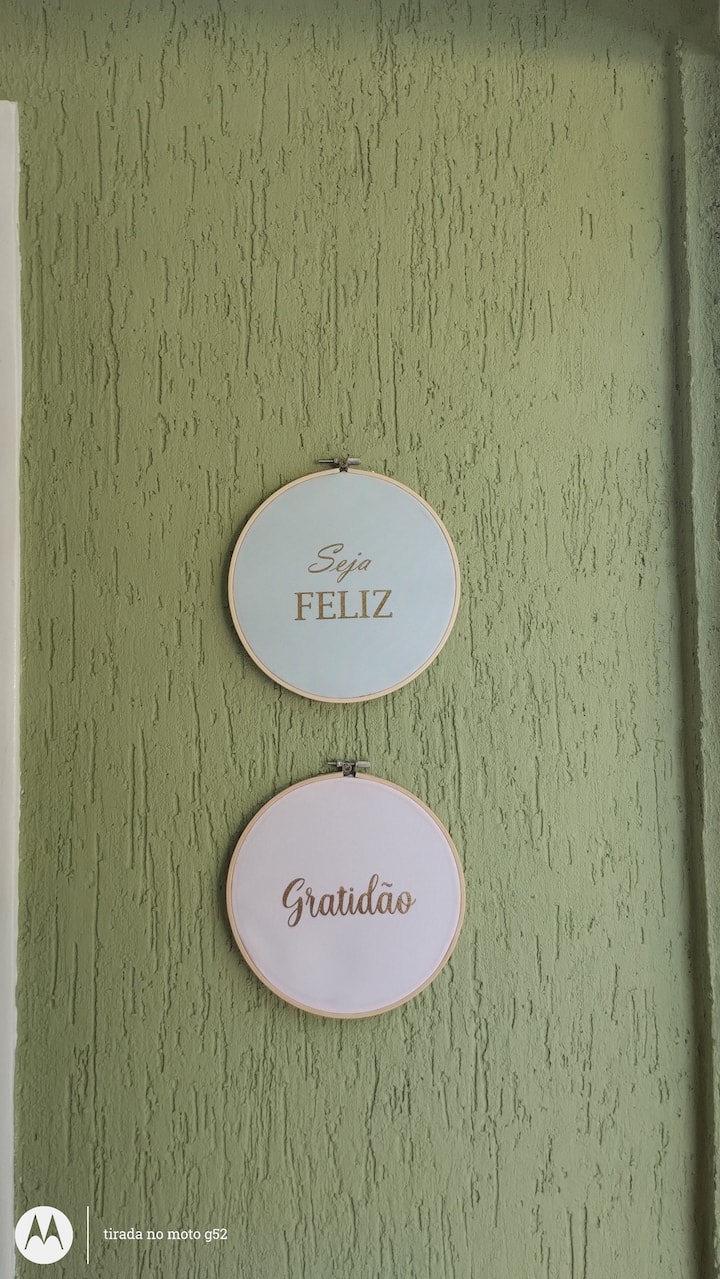 Seja
FELIZ
Gratidão
tirada no moto g52